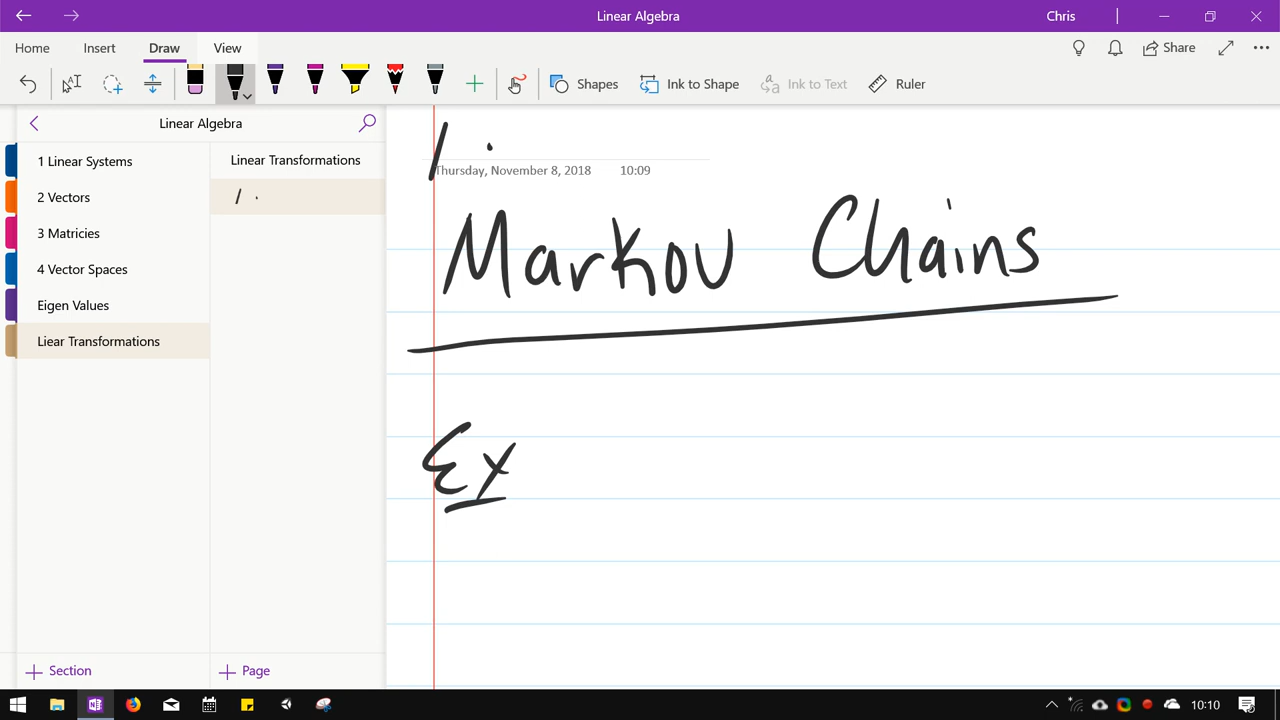 Linear Algebra
Chris
Home Insert Draw View
Share
Shapes Ink to Shape Ink to Text Ruler
Linear Algebra
1 Linear Systems
2 Vectors
3 Matricies
4 Vector Spaces
Eigen Values
Liear Transformations
Linear Transformations
/ .
Section
Page
/ .
Thursday, November 8, 2018 10:09
Markov Chains
Ex
10:10